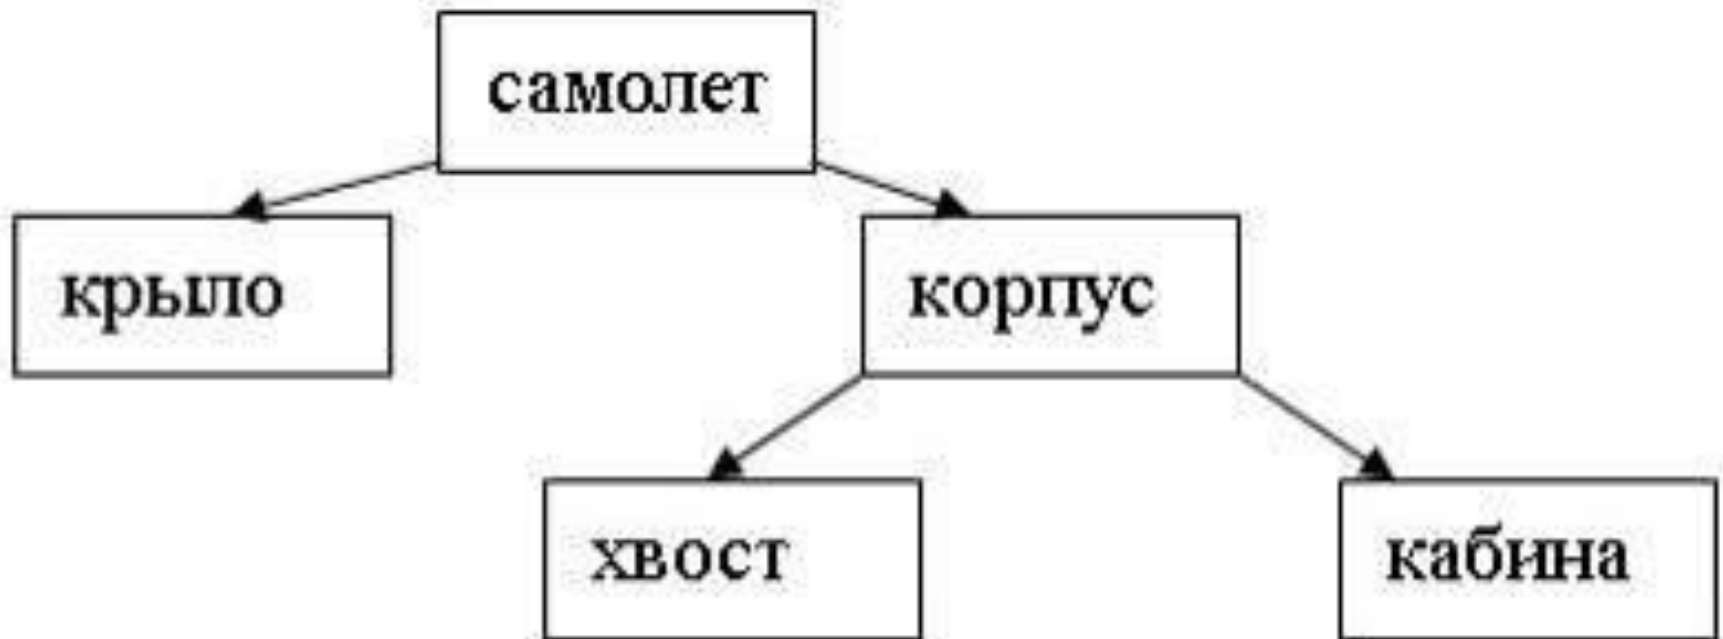 самолет
крыло
корпус
хвост
кабина